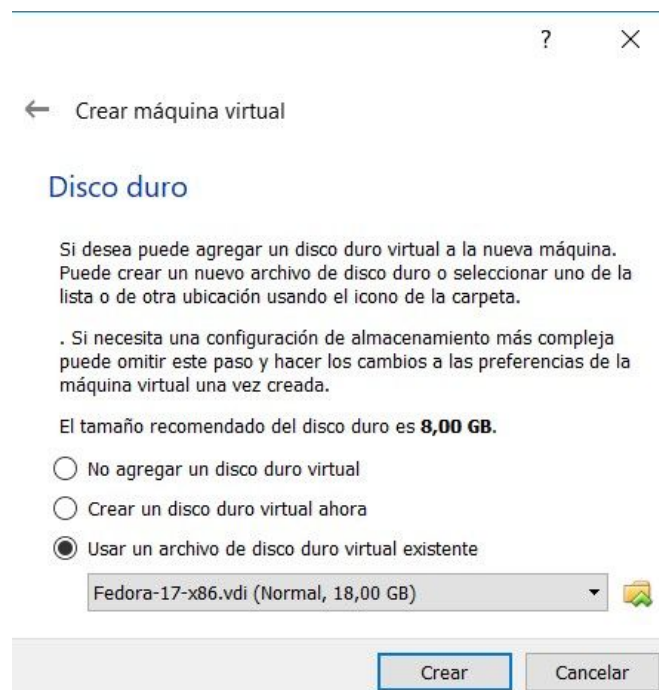 ?
Crear máquina virtual
Disco duro
Si desea puede agregar un disco duro virtual a la nueva máquina.
Puede crear un nuevo archivo de disco duro o seleccionar uno de la
lista o de otra ubicación usando el icono de la carpeta.
. Si necesita una configuración de almacenamiento más compleja
puede omitir este paso y hacer los cambios a las preferencias de la
máquina virtual una vez creada.
El tamaño recomendado del disco duro es 8,00 GB.
No agregar un disco duro virtual
Crear un disco duro virtual ahora
Usar un archivo de disco duro virtual existente
Fedora-17-x86.vdi (Normal, 18,00 GB)
Crear Cancelar